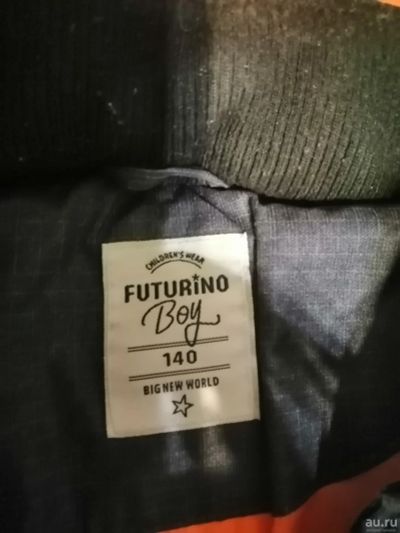 CHILDREN'S WEAR
FUTURiNO
Boy
140
BIG NEW WORLD
au.ru